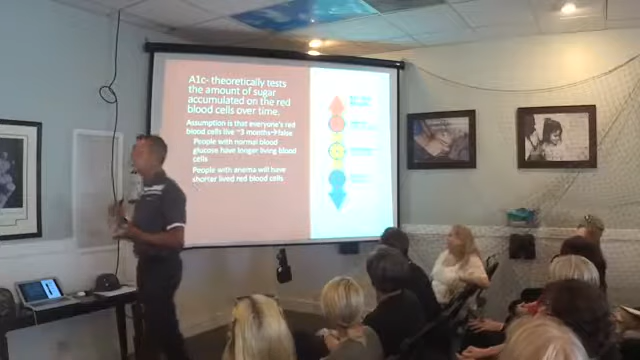 A1c- theoretically tests
the amount of sugar
accumulated on the red
blood cells over time.
Assumption is that everyone's red
blood cells live ~3 months→false
People with normal blood
glucose have longer living blood
cells
People with anema will have
shorter lived red blood cells